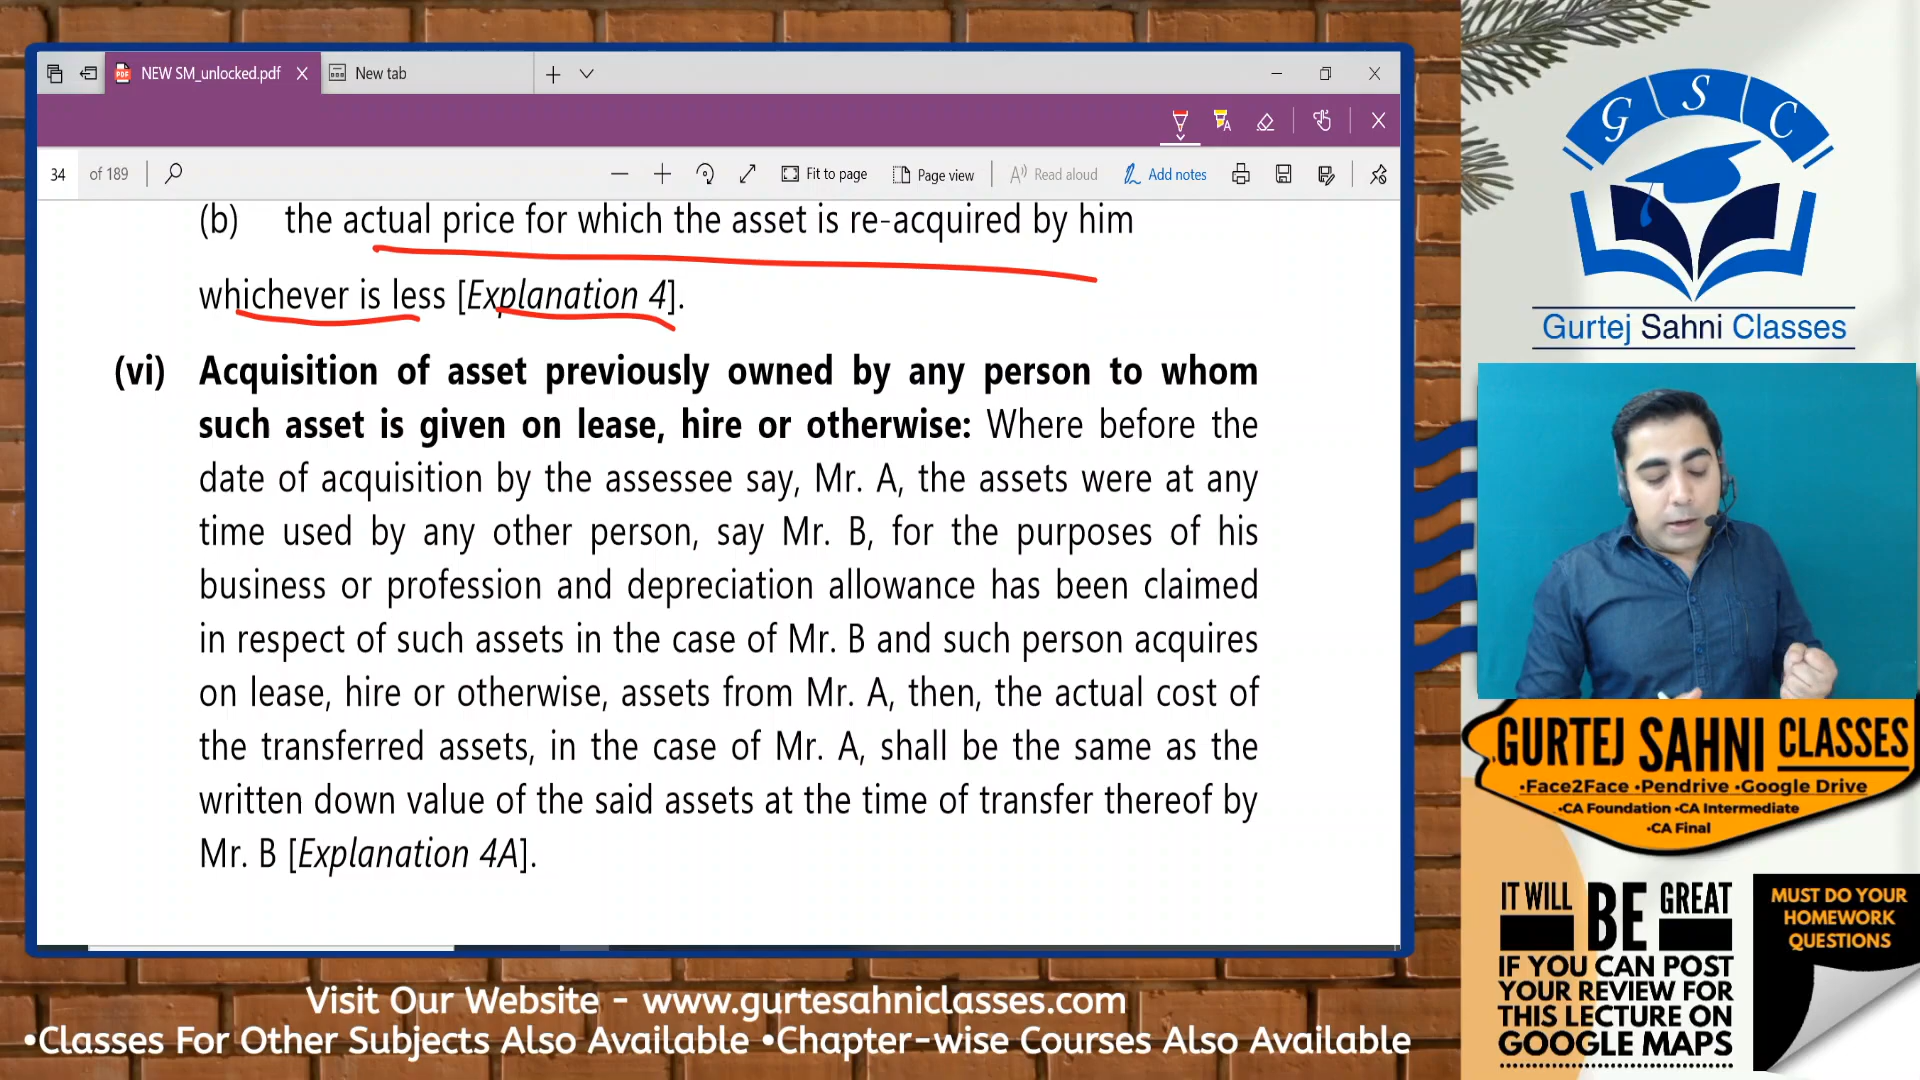 NEW SM_unlocked.pdf
New tab
34 of 189
Fit to page
Page view
Read aloud
Add notes
(b) the actual price for which the asset is re-acquired by him
whichever is less [Explanation 4].
(vi) Acquisition of asset previously owned by any person to whom
such asset is given on lease, hire or otherwise: Where before the
date of acquisition by the assessee say, Mr. A, the assets were at any
time used by any other person, say Mr. B, for the purposes of his
business or profession and depreciation allowance has been claimed
in respect of such assets in the case of Mr. B and such person acquires
on lease, hire or otherwise, assets from Mr. A, then, the actual cost of
the transferred assets, in the case of Mr. A, shall be the same as the
written down value of the said assets at the time of transfer thereof by
Mr. B [Explanation 4A].
G S C
Gurtej Sahni Classes
GURTEJ SAHNI CLASSES
•Face2Face •Pendrive •Google Drive
•CA Foundation •CA Intermediate
•CA Final
IT WILL BE GREAT
IF YOU CAN POST
YOUR REVIEW FOR
THIS LECTURE ON
GOOGLE MAPS
MUST DO YOUR
HOMEWORK
QUESTIONS
Visit Our Website - www.gurtesahniclasses.com
•Classes For Other Subjects Also Available •Chapter-wise Courses Also Available